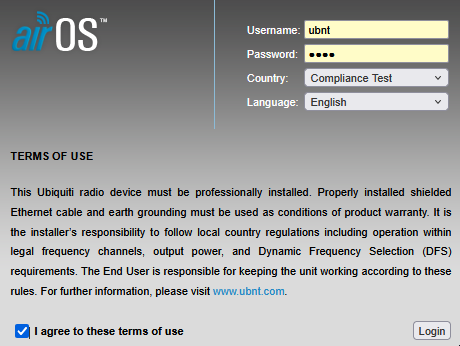 airOS™
Username: ubnt
Password: ••••
Country: Compliance Test
Language: English
TERMS OF USE
This Ubiquiti radio device must be professionally installed. Properly installed shielded
Ethernet cable and earth grounding must be used as conditions of product warranty. It is
the installer's responsibility to follow local country regulations including operation within
legal frequency channels, output power, and Dynamic Frequency Selection (DFS)
requirements. The End User is responsible for keeping the unit working according to these
rules. For further information, please visit www.ubnt.com.
I agree to these terms of use
Login